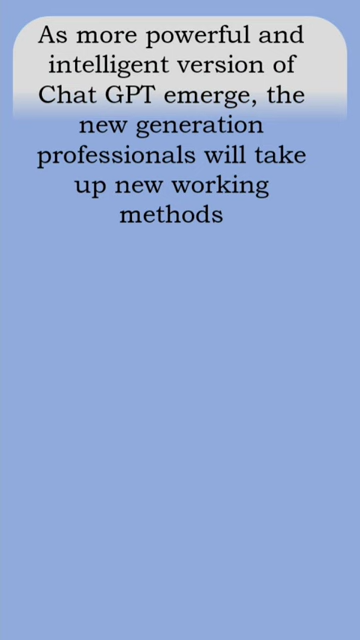 As more powerful and
intelligent version of
Chat GPT emerge, the
new generation
professionals will take
up new working
methods